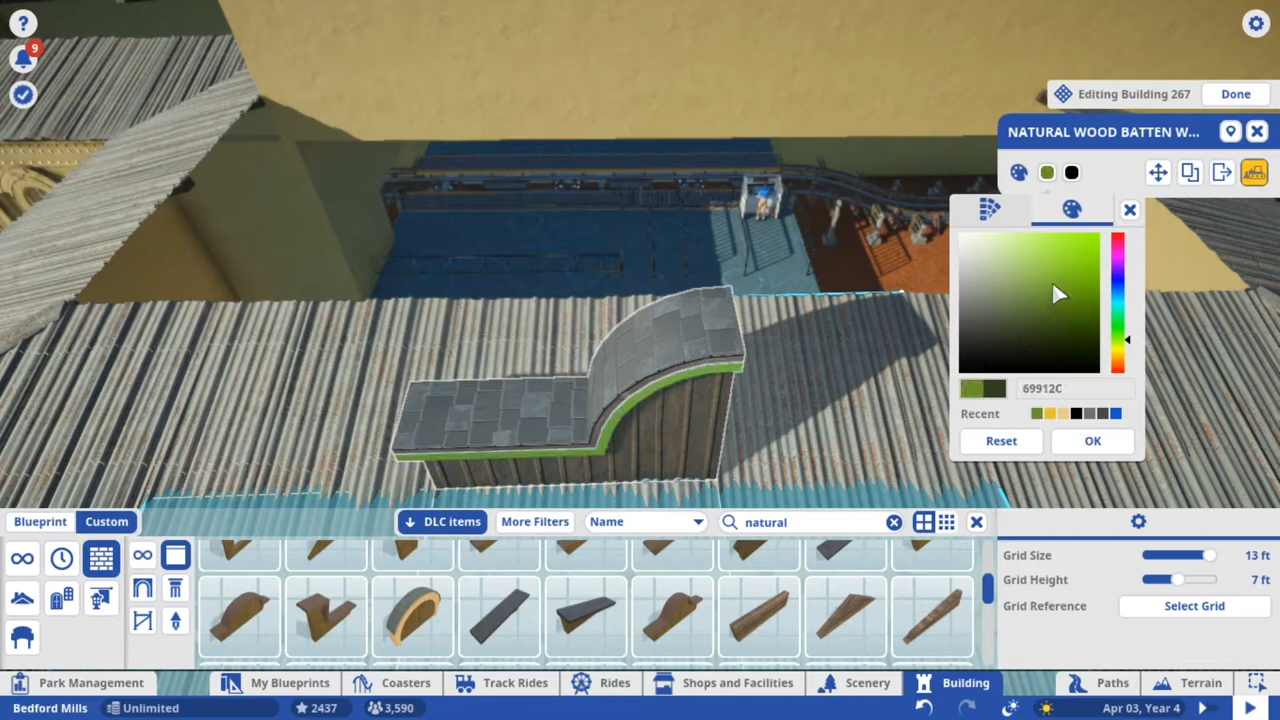 ?
9
Editing Building 267 Done
NATURAL WOOD BATTEN W...
69912C
Recent
Reset OK
Blueprint Custom DLC items More Filters Name natural
Grid Size 13 ft
Grid Height 7 ft
Grid Reference Select Grid
Park Management My Blueprints Coasters Track Rides Rides Shops and Facilities Scenery Building Paths Terrain
Bedford Mills Unlimited 2437 3,590 Apr 03, Year 4